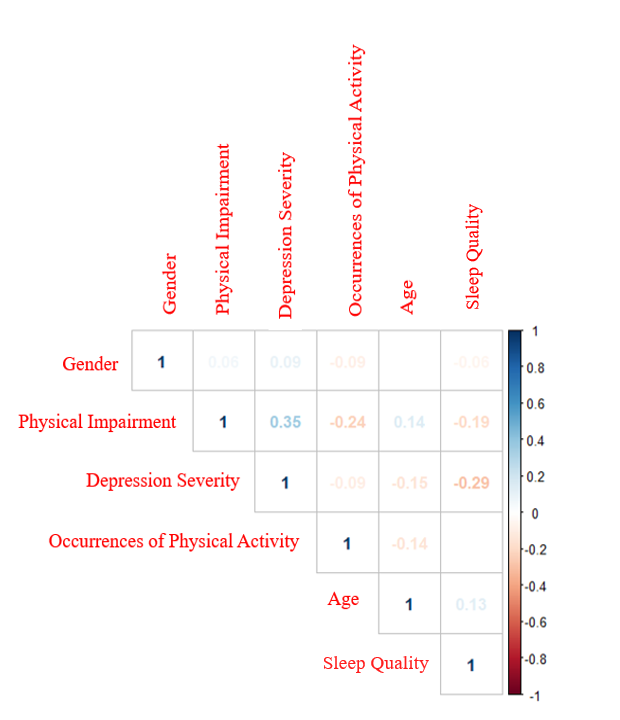 Gender
Physical Impairment
Depression Severity
Occurrences of Physical Activity
Age
Sleep Quality
Gender 1 0.06 0.09 -0.09 -0.06
Physical Impairment 1 0.35 -0.24 0.14 -0.19
Depression Severity 1 -0.09 -0.15 -0.29
Occurrences of Physical Activity 1 -0.14
Age 1 0.13
Sleep Quality 1
1
0.8
0.6
0.4
0.2
0
-0.2
-0.4
-0.6
-0.8
-1